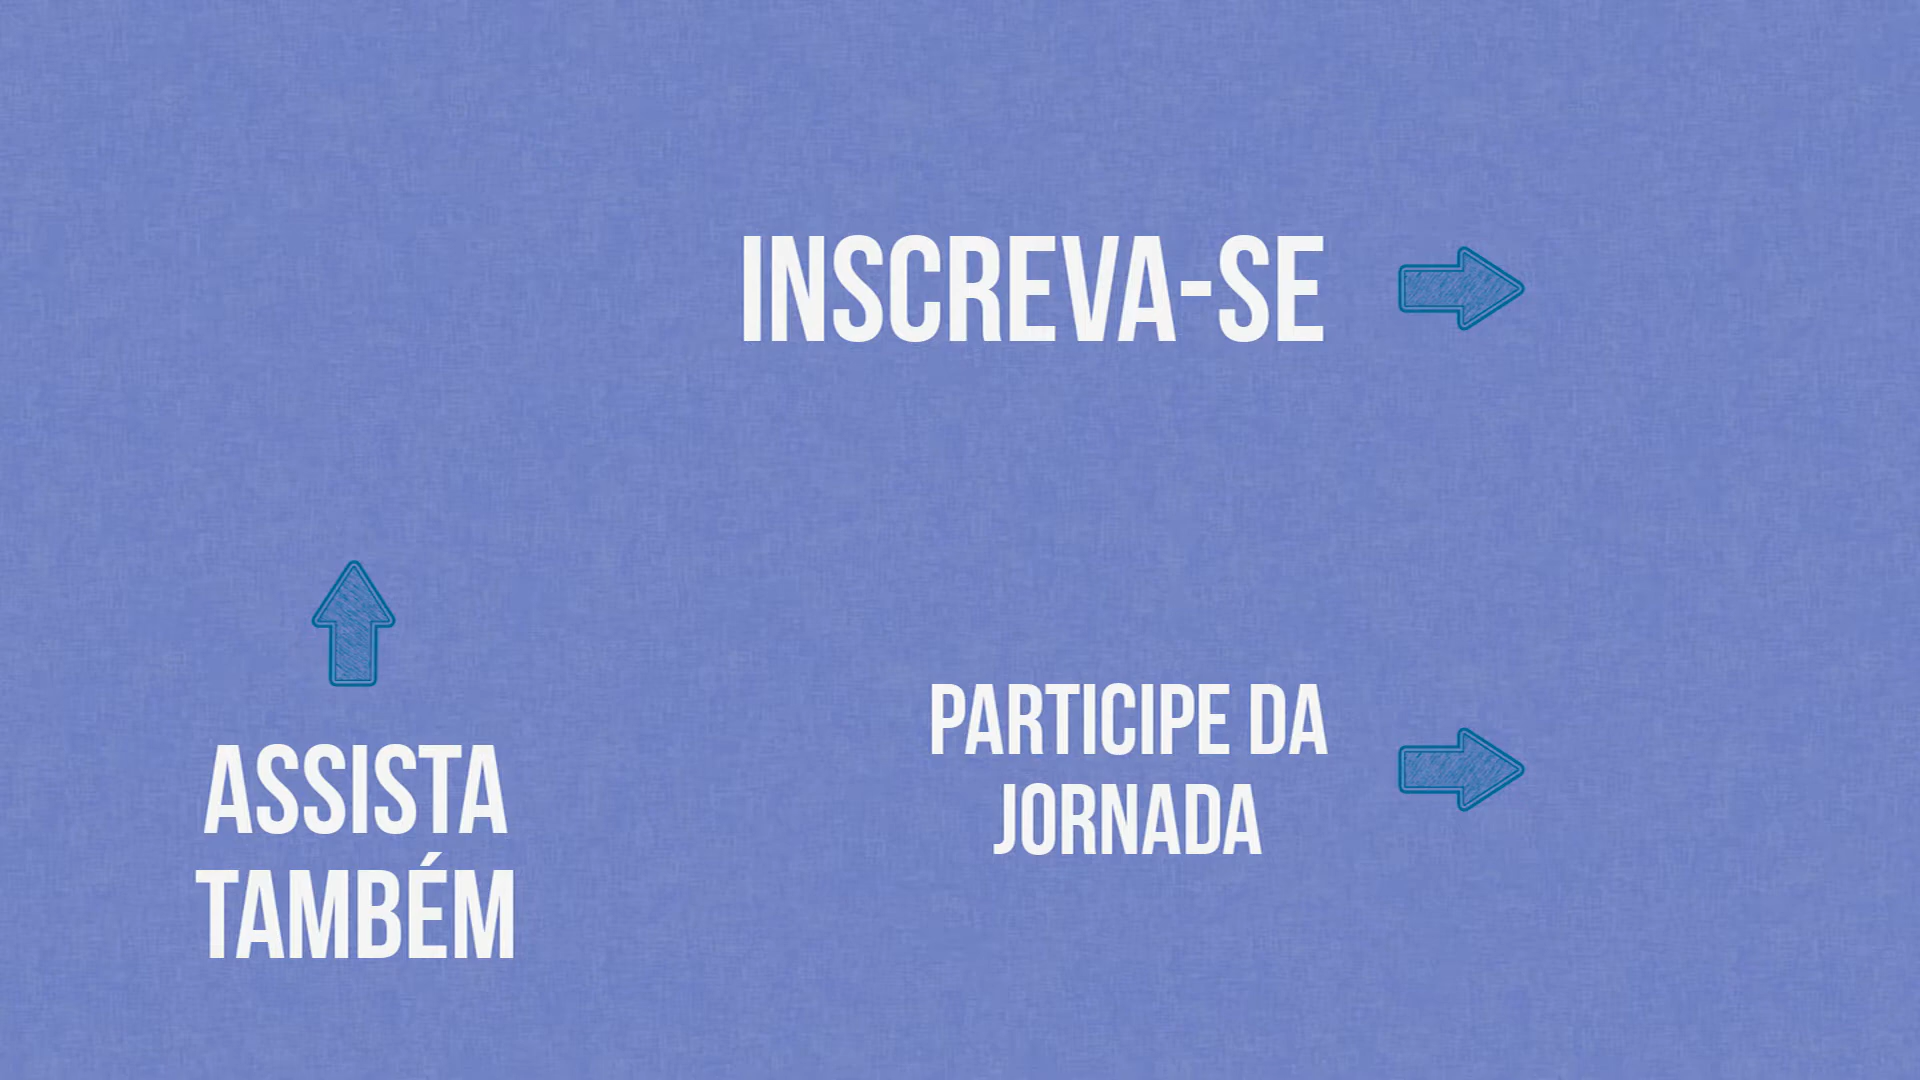 INSCREVA-SE
ASSISTA
TAMBÉM
PARTICIPE DA
JORNADA